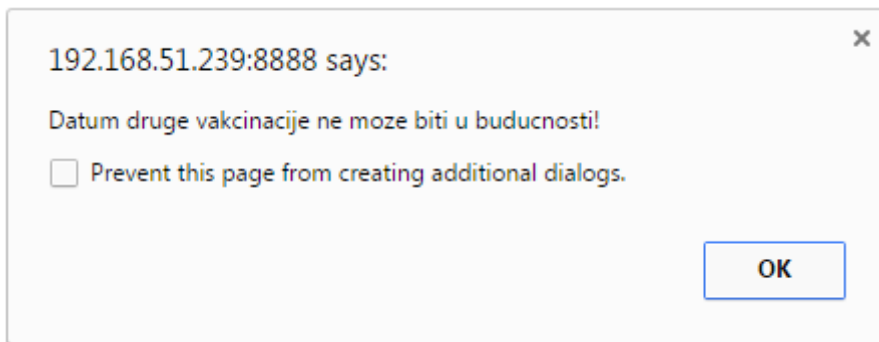 192.168.51.239:8888 says:
Datum druge vakcinacije ne moze biti u buducnosti!
Prevent this page from creating additional dialogs.
OK